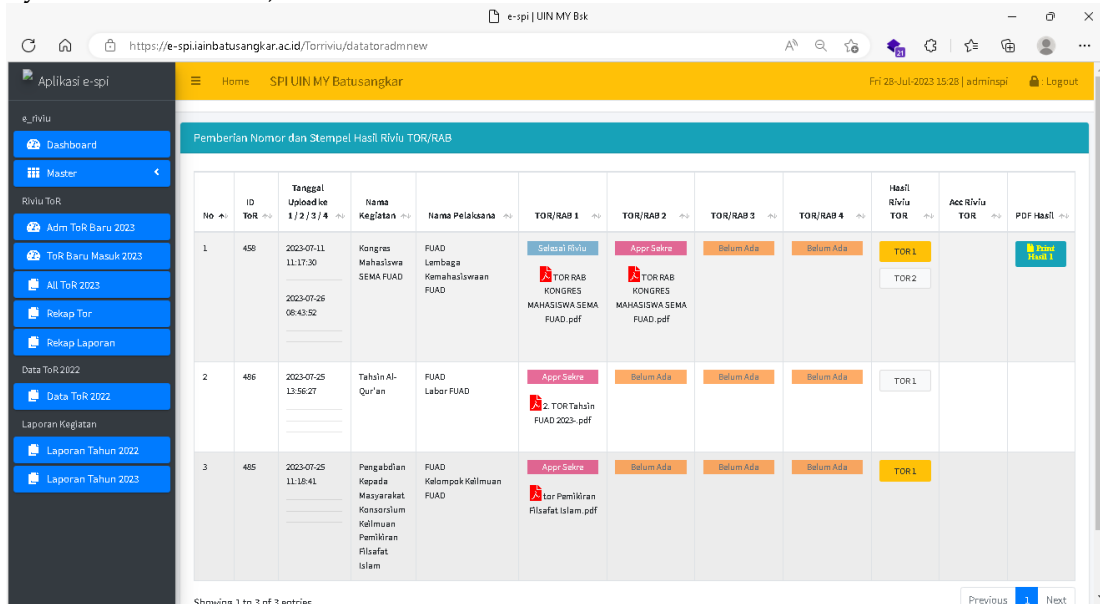 e-spi | UIN MY Bsk
https://e-spi.iainbatusangkar.ac.id/Torriviu/datatoradmnew
21
Aplikasi e-spi
Home SPI UIN MY Batusangkar
Fri 28-Jul-2023 15:28 | adminspi : Logout
e_riviu
Dashboard
Master
Riviu ToR
Adm ToR Baru 2023
ToR Baru Masuk 2023
All ToR 2023
Rekap Tor
Rekap Laporan
Data ToR 2022
Data ToR 2022
Laporan Kegiatan
Laporan Tahun 2022
Laporan Tahun 2023
Pemberian Nomor dan Stempel Hasil Riviu TOR/RAB
No
ID
ToR
Tanggal
Upload ke
1 / 2 / 3 / 4
Nama
Kegiatan
Nama Pelaksana
TOR/RAB 1
TOR/RAB 2
TOR/RAB 3
TOR/RAB 4
Hasil
Riviu
TOR
Acc Riviu
TOR
PDF Hasil
1
458
2023-07-11
11:17:30
2023-07-26
08:43:52
Kongres
Mahasiswa
SEMA FUAD
FUAD
Lembaga
Kemahasiswaan
FUAD
Selesai Riviu
TOR RAB
KONGRES
MAHASISWA SEMA
FUAD.pdf
Appr Sekre
TOR RAB
KONGRES
MAHASISWA SEMA
FUAD.pdf
Belum Ada
Belum Ada
TOR 1
TOR 2
Print
Hasil 1
2
486
2023-07-25
13:56:27
Tahsin Al-
Qur'an
FUAD
Labor FUAD
Appr Sekre
2. TOR Tahsin
FUAD 2023-.pdf
Belum Ada
Belum Ada
Belum Ada
TOR 1
3
485
2023-07-25
11:18:41
Pengabdian
Kepada
Masyarakat
Konsorsium
Keilmuan
Pemikiran
Filsafat
Islam
FUAD
Kelompok Keilmuan
FUAD
Appr Sekre
tor Pemikiran
Filsafat Islam.pdf
Belum Ada
Belum Ada
Belum Ada
TOR 1
Showing 1 to 3 of 3 entries
Previous 1 Next